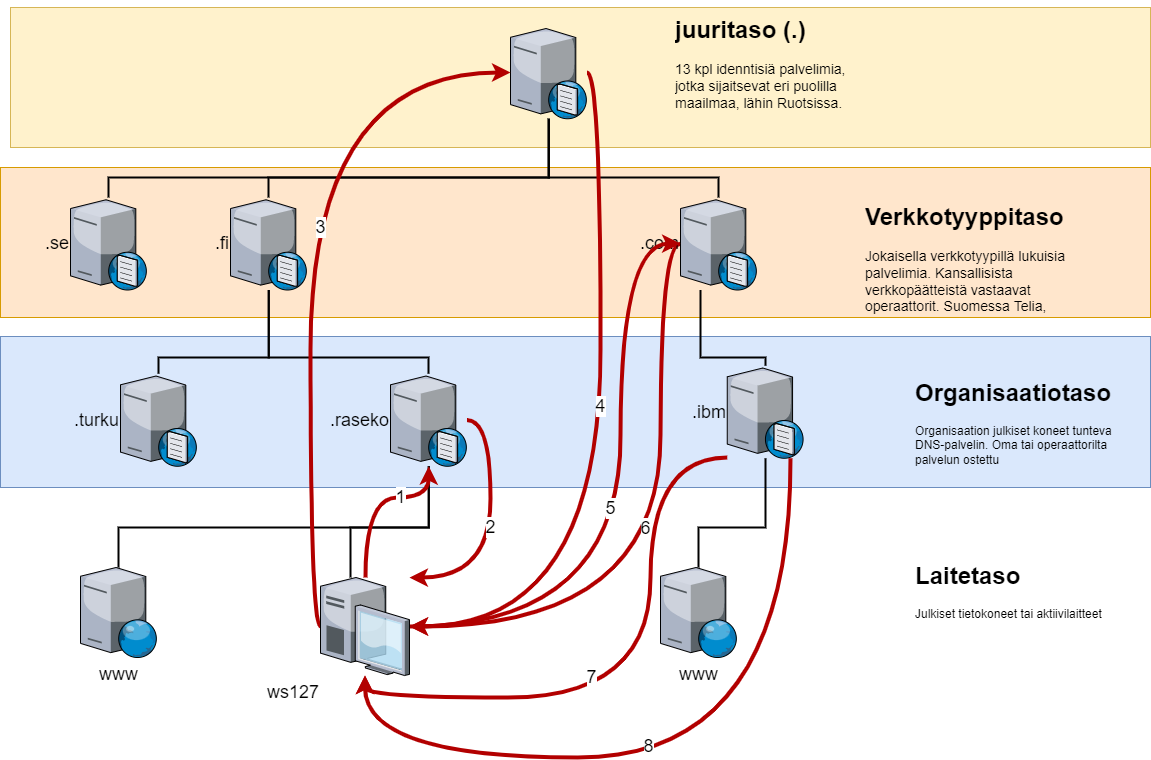 juuritaso (.)
13 kpl idenntisiä palvelimia,
jotka sijaitsevat eri puolilla
maailmaa, lähin Ruotsissa.
3
Verkkotyyppitaso
.se
.fi
.com
Jokaisella verkkotyypillä lukuisia
palvelimia. Kansallisista
verkkopäätteistä vastaavat
operaattorit. Suomessa Telia,
Organisaatiotaso
4
.turku
.raseko
.ibm
Organisaation julkiset koneet tunteva
DNS-palvelin. Oma tai operaattorilta
palvelun ostettu
1
5
2
6
Laitetaso
Julkiset tietokoneet tai aktiivilaitteet
www
ws127
www
7
8